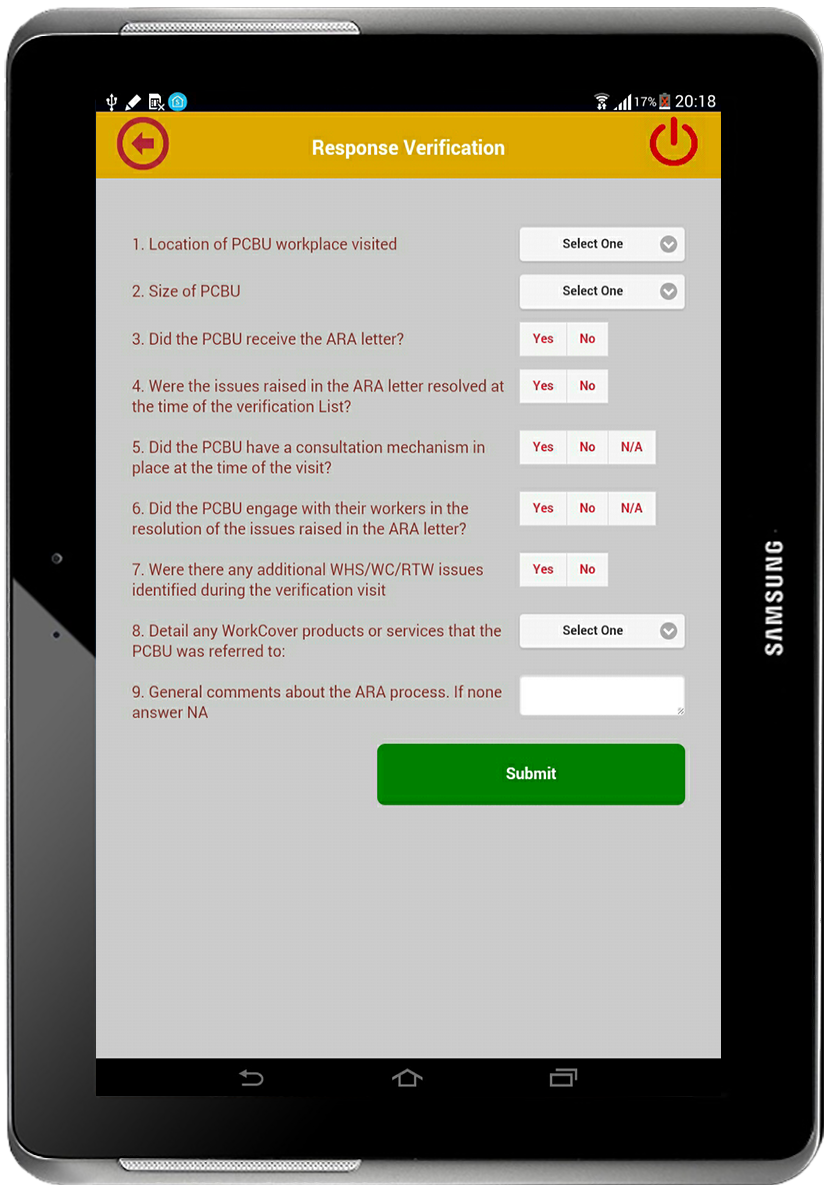 17% 20:18
Response Verification
1. Location of PCBU workplace visited Select One
2. Size of PCBU Select One
3. Did the PCBU receive the ARA letter? Yes No
4. Were the issues raised in the ARA letter resolved at Yes No
the time of the verification List?
5. Did the PCBU have a consultation mechanism in Yes No N/A
place at the time of the visit?
6. Did the PCBU engage with their workers in the Yes No N/A
resolution of the issues raised in the ARA letter?
7. Were there any additional WHS/WC/RTW issues Yes No
identified during the verification visit
8. Detail any WorkCover products or services that the Select One
PCBU was referred to:
9. General comments about the ARA process. If none
answer NA
Submit
SAMSUNG